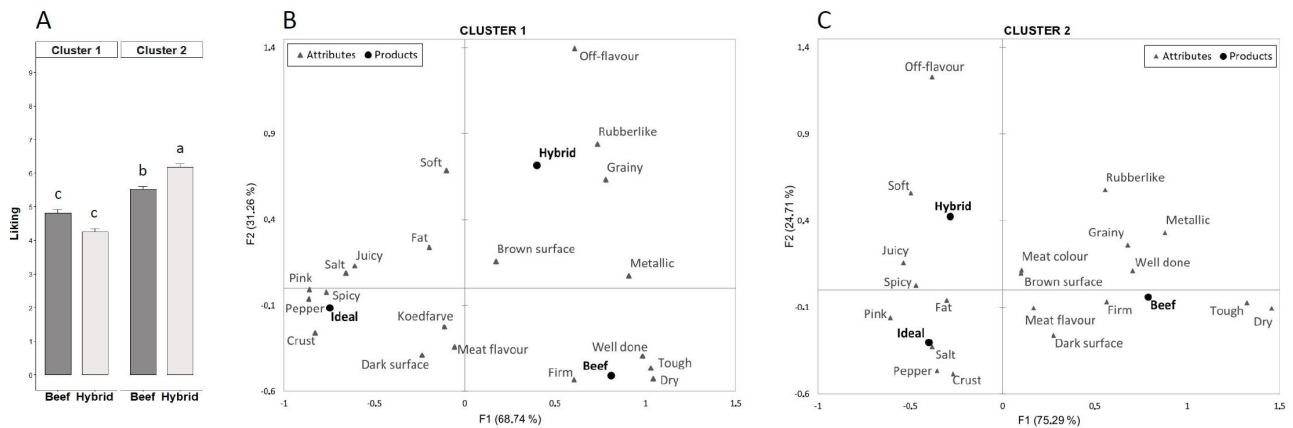 A
Cluster 1 Cluster 2
9
8
7
6
5
4
3
2
1
0
Liking
c
c
b
a
Beef Hybrid Beef Hybrid
B
CLUSTER 1
▲ Attributes ● Products
F2 (31.26 %)
1.4
0.9
0.4
-0.1
-0.6
Off-flavour
Rubberlike
Hybrid
Grainy
Soft
Fat
Brown surface
Metallic
Juicy
Salt
Pink
Spicy
Pepper
Ideal
Crust
Koedfarve
Meat flavour
Dark surface
Well done
Tough
Beef
Firm
Dry
-1 -0,5 0 0,5 1 1.5
F1 (68.74 %)
C
CLUSTER 2
▲ Attributes ● Products
F2 (24.71 %)
1.4
0.9
0.4
-0.1
-0.6
Off-flavour
Soft
Rubberlike
Hybrid
Metallic
Grainy
Juicy
Meat colour
Well done
Brown surface
Spicy
Fat
Pink
Meat flavour
Firm
Beef
Tough
Dry
Ideal
Dark surface
Salt
Pepper
Crust
-1 -0.5 0 0,5 1 1.5
F1 (75.29 %)